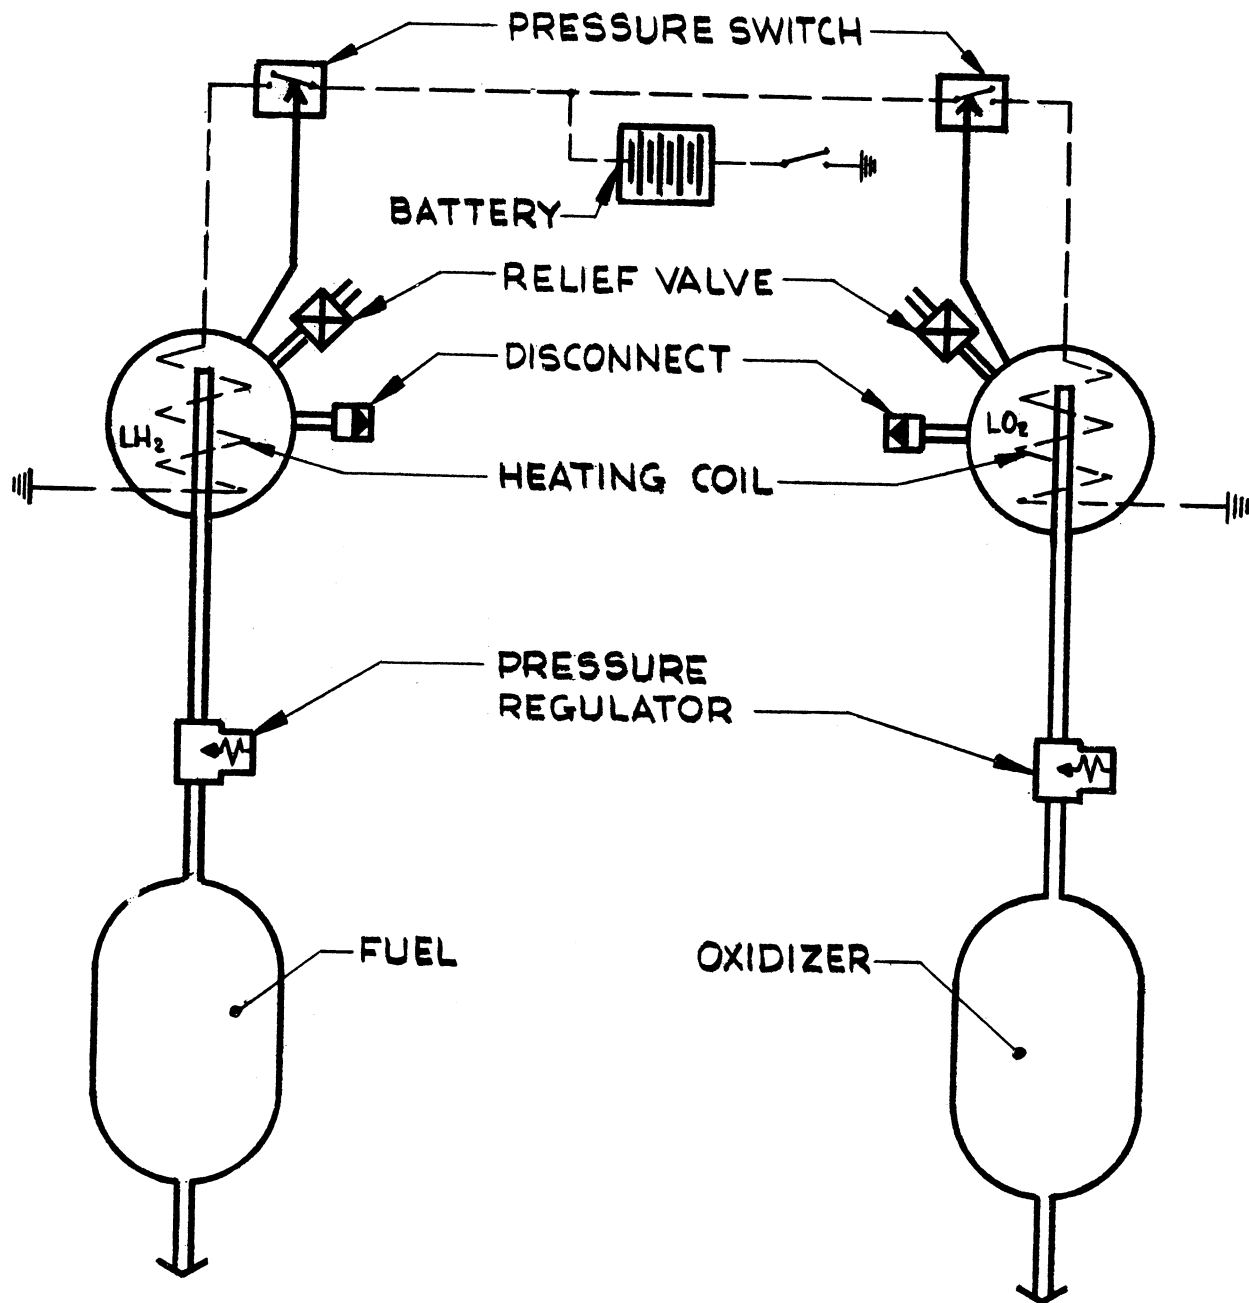 PRESSURE SWITCH
BATTERY
RELIEF VALVE
DISCONNECT
LH₂
LO₂
HEATING COIL
PRESSURE
REGULATOR
FUEL
OXIDIZER